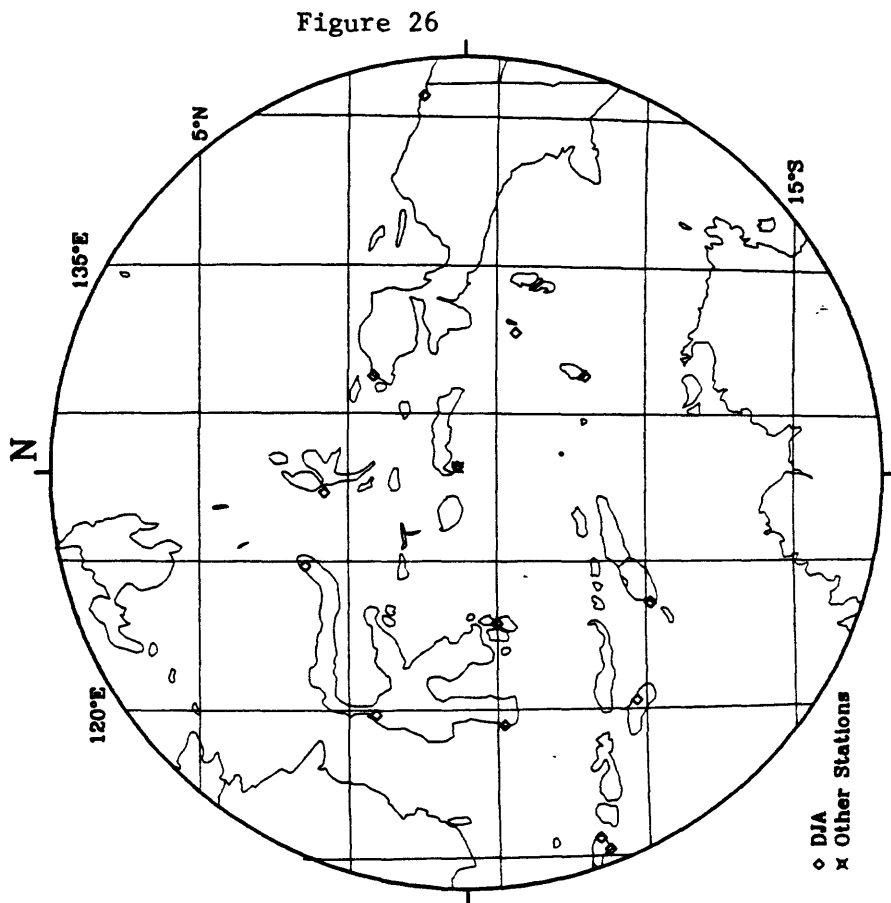 Figure 26
N
5°N
135°E
120°E
15°S
◇ DJA
¤ Other Stations